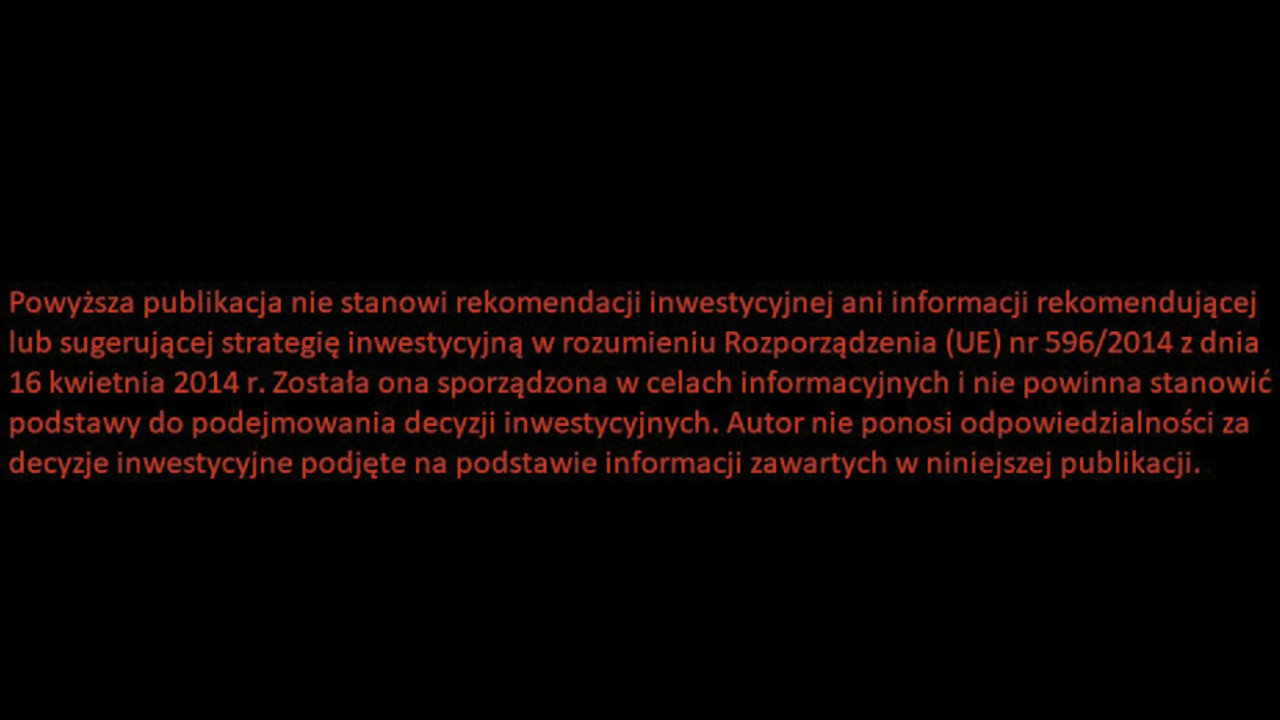 Powyższa publikacja nie stanowi rekomendacji inwestycyjnej ani informacji rekomendującej
lub sugerującej strategię inwestycyjną w rozumieniu Rozporządzenia (UE) nr 596/2014 z dnia
16 kwietnia 2014 r. Została ona sporządzona w celach informacyjnych i nie powinna stanowić
podstawy do podejmowania decyzji inwestycyjnych. Autor nie ponosi odpowiedzialności za
decyzje inwestycyjne podjęte na podstawie informacji zawartych w niniejszej publikacji.